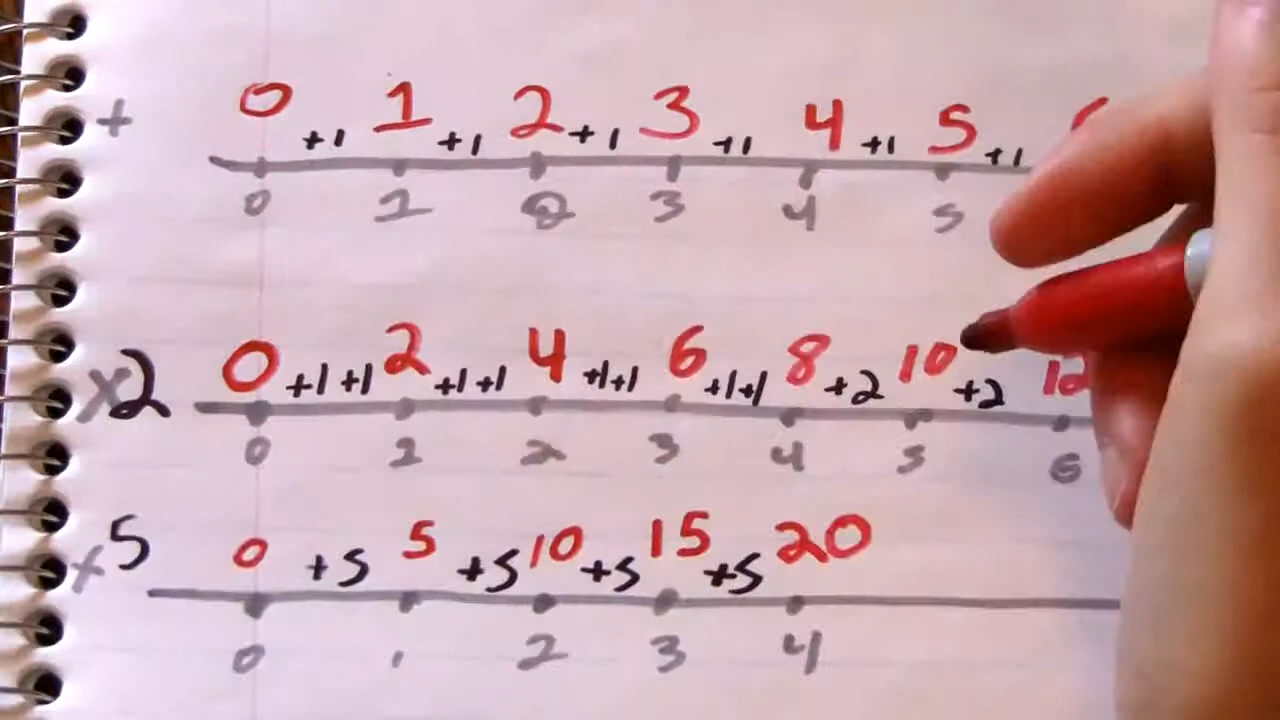 + 0 +1 1 +1 2 +1 3 +1 4 +1 5 +1
0 1 2 3 4 5
x2 0 +1+1 2 +1+1 4 +1+1 6 +1+1 8 +2 10 +2 12
0 2 2 3 4 5 6
x5 0 +5 5 +5 10 +5 15 +5 20
0 1 2 3 4